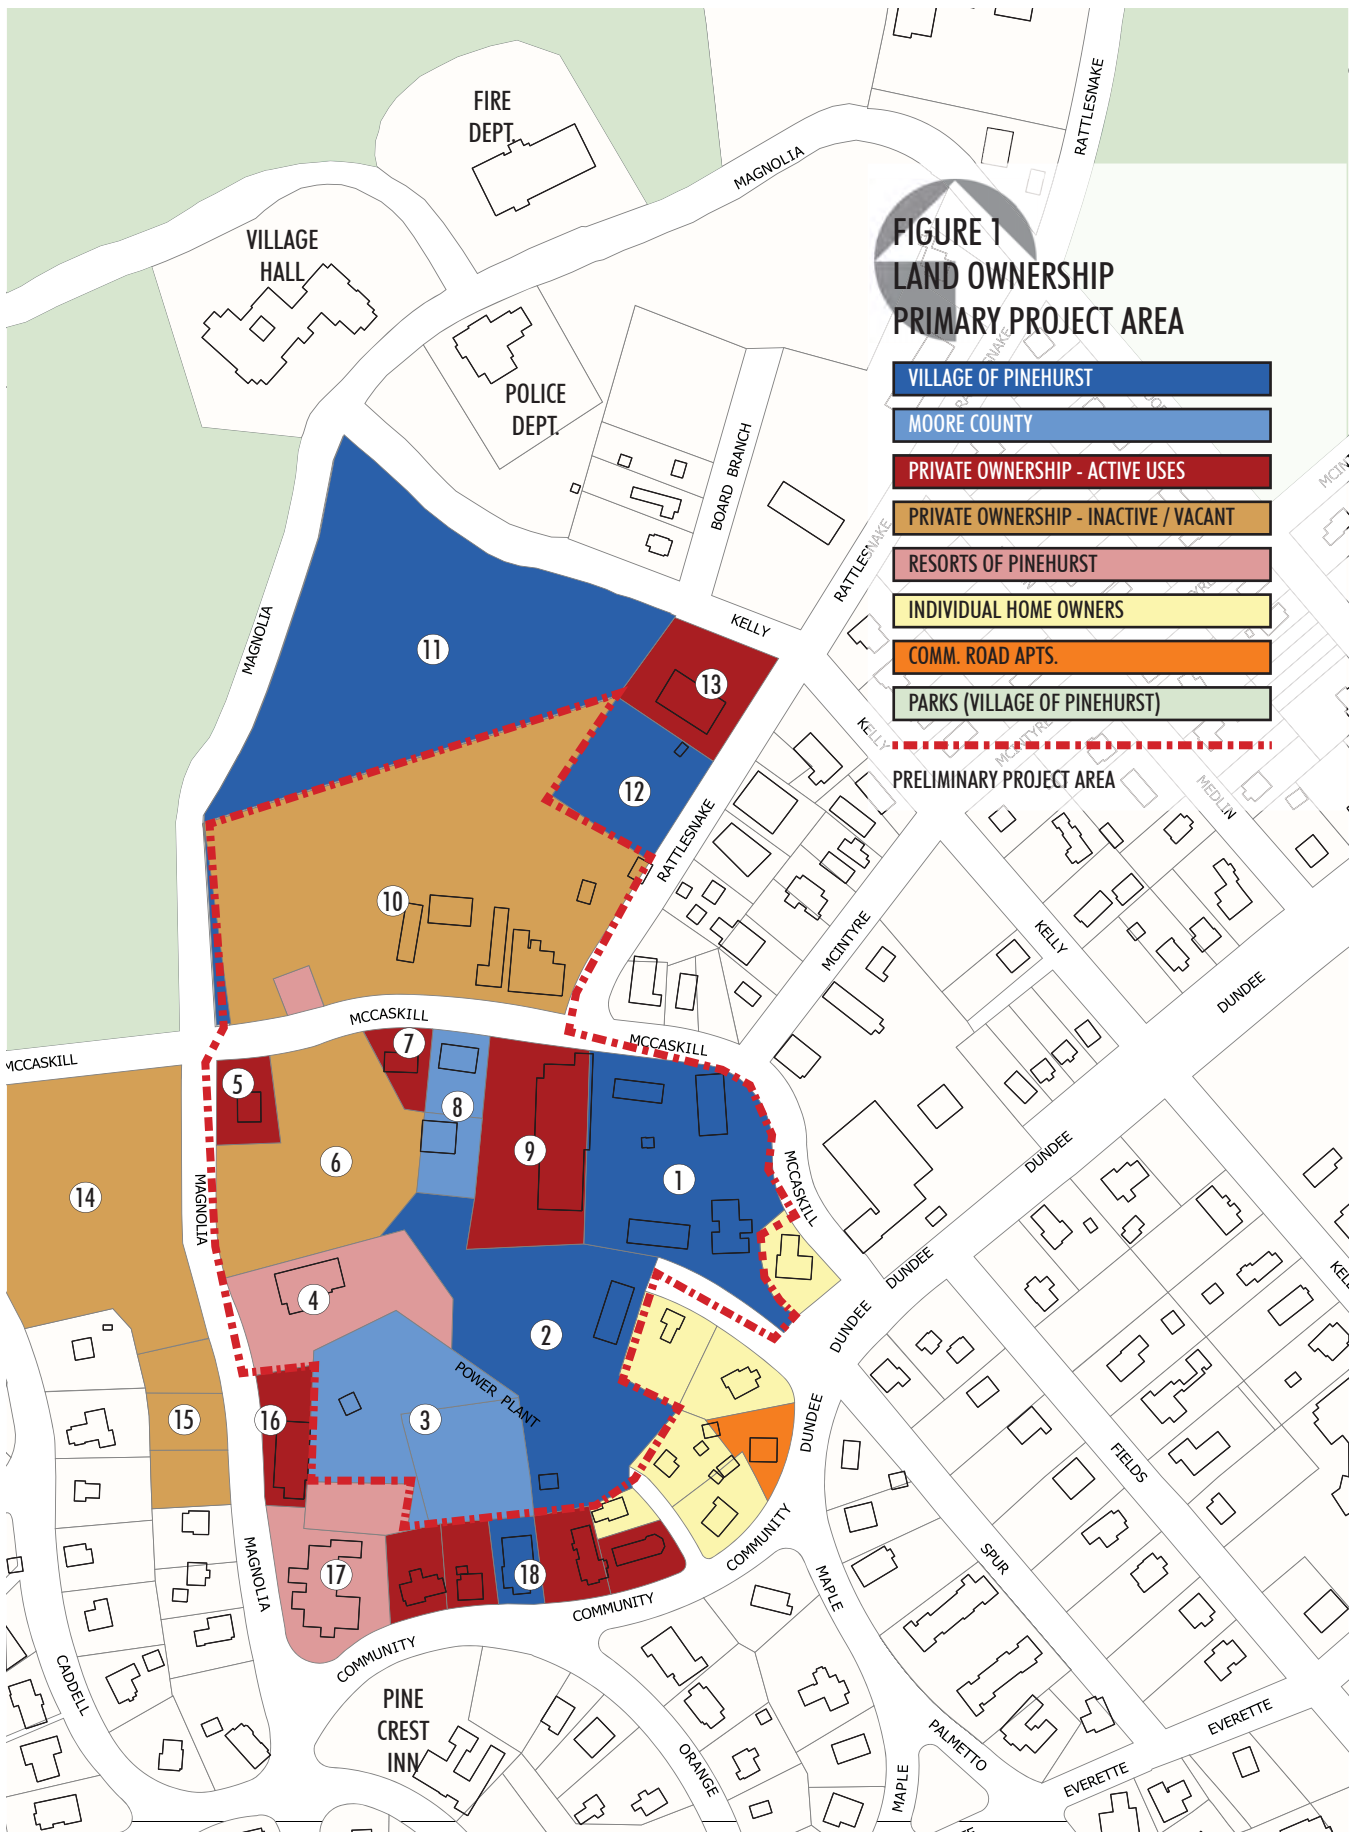 FIRE
DEPT.
RATTLESNAKE
MAGNOLIA
VILLAGE
HALL
FIGURE 1
LAND OWNERSHIP
PRIMARY PROJECT AREA
VILLAGE OF PINEHURST
MOORE COUNTY
PRIVATE OWNERSHIP - ACTIVE USES
PRIVATE OWNERSHIP - INACTIVE / VACANT
RESORTS OF PINEHURST
INDIVIDUAL HOME OWNERS
COMM. ROAD APTS.
PARKS (VILLAGE OF PINEHURST)
PRELIMINARY PROJECT AREA
POLICE
DEPT.
BOARD BRANCH
RATTLESNAKE
KELLY
MAGNOLIA
11
13
KELLY
MCINTYRE
MEDLIN
12
RATTLESNAKE
10
MCINTYRE
KELLY
DUNDEE
MCCASKILL
MCCASKILL
MCCASKILL
7
5
8
6
9
1
14
MAGNOLIA
MCCASKILL
DUNDEE
DUNDEE
4
2
DUNDEE
POWER PLANT
3
16
15
DUNDEE
FIELDS
MAGNOLIA
17
18
COMMUNITY
COMMUNITY
COMMUNITY
MAPLE
SPUR
CADDELL
PINE
CREST
INN
ORANGE
MAPLE
PALMETTO
EVERETTE
EVERETTE